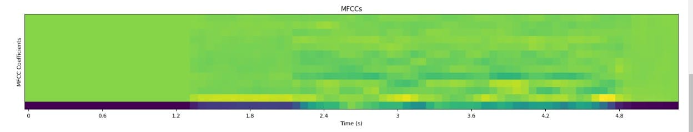 MFCCs
MFCC Coefficients
0 0.6 1.2 1.8 2.4 3 3.6 4.2 4.8
Time (s)